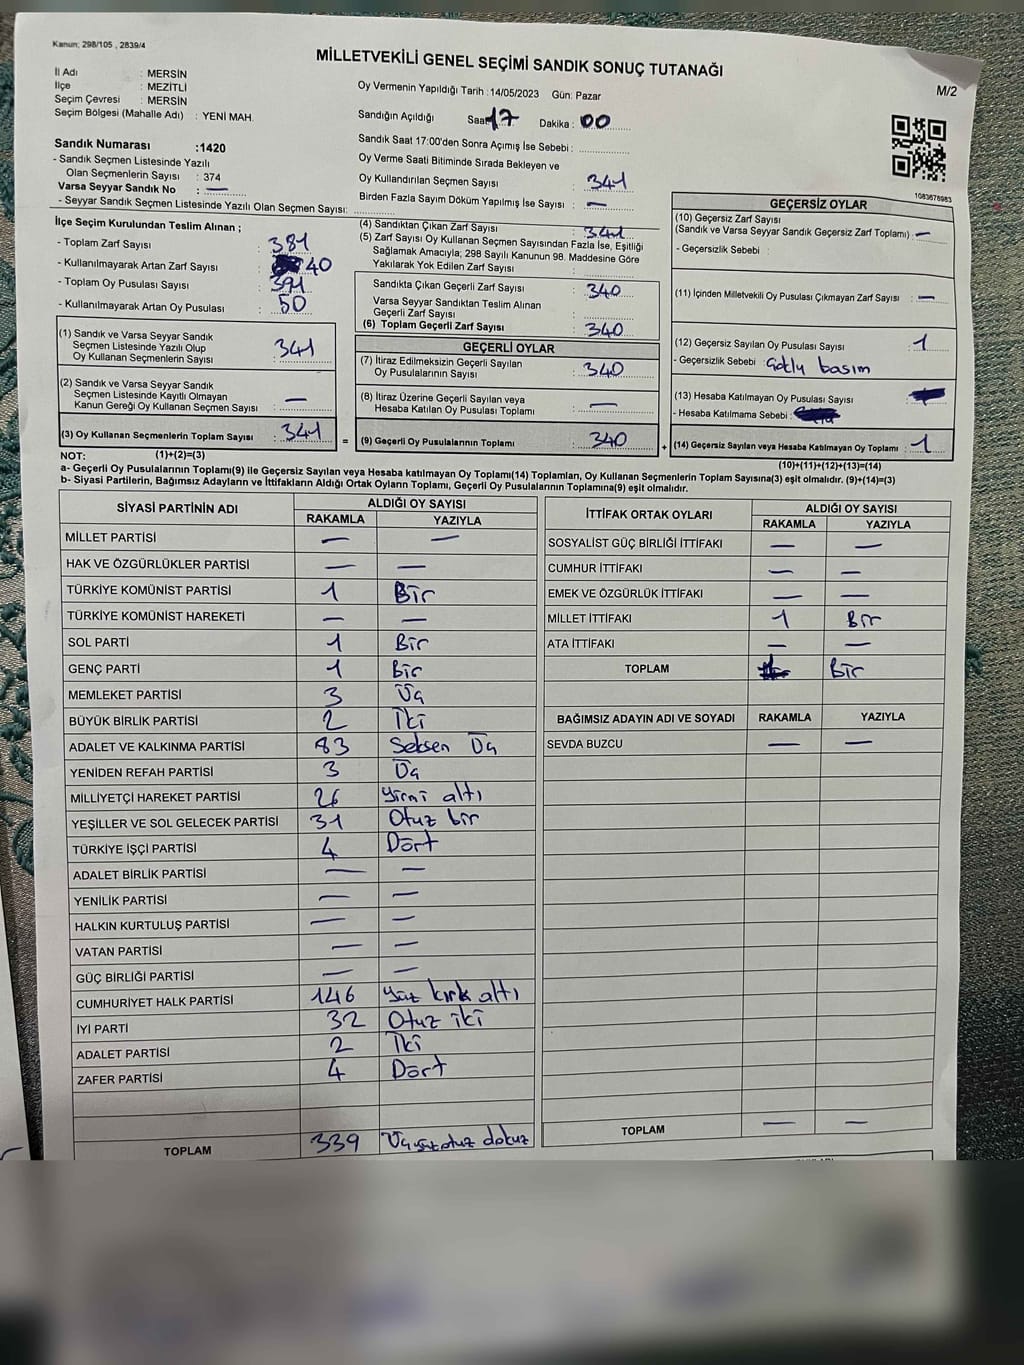 Kanun; 298/105 , 2839/4
MİLLETVEKİLİ GENEL SEÇİMİ SANDIK SONUÇ TUTANAĞI
M/2
İl Adı : MERSİN
İlçe : MEZİTLİ
Seçim Çevresi : MERSİN
Seçim Bölgesi (Mahalle Adı) : YENİ MAH.
Oy Vermenin Yapıldığı Tarih : 14/05/2023 Gün: Pazar
Sandığın Açıldığı Saat 17 Dakika : 00
Sandık Saat 17:00'den Sonra Açımış İse Sebebi :
Oy Verme Saati Bitiminde Sırada Bekleyen ve
Oy Kullandırılan Seçmen Sayısı : 341
Birden Fazla Sayım Döküm Yapılmış İse Sayısı : —
Sandık Numarası :1420
- Sandık Seçmen Listesinde Yazılı
Olan Seçmenlerin Sayısı : 374
Varsa Seyyar Sandık No : —
- Seyyar Sandık Seçmen Listesinde Yazılı Olan Seçmen Sayısı:
1083678983
İlçe Seçim Kurulundan Teslim Alınan ;
- Toplam Zarf Sayısı : 381
- Kullanılmayarak Artan Zarf Sayısı : 40
- Toplam Oy Pusulası Sayısı : 391
- Kullanılmayarak Artan Oy Pusulası : 50
(1) Sandık ve Varsa Seyyar Sandık
Seçmen Listesinde Yazılı Olup
Oy Kullanan Seçmenlerin Sayısı : 341
(2) Sandık ve Varsa Seyyar Sandık
Seçmen Listesinde Kayıtlı Olmayan
Kanun Gereği Oy Kullanan Seçmen Sayısı : —
(3) Oy Kullanan Seçmenlerin Toplam Sayısı : 341
(4) Sandıktan Çıkan Zarf Sayısı : 341
(5) Zarf Sayısı Oy Kullanan Seçmen Sayısından Fazla İse, Eşitliği
Sağlamak Amacıyla; 298 Sayılı Kanunun 98. Maddesine Göre
Yakılarak Yok Edilen Zarf Sayısı :
Sandıkta Çıkan Geçerli Zarf Sayısı : 340
Varsa Seyyar Sandıktan Teslim Alınan
Geçerli Zarf Sayısı :
(6) Toplam Geçerli Zarf Sayısı : 340
GEÇERLİ OYLAR
(7) İtiraz Edilmeksizin Geçerli Sayılan
Oy Pusulalarının Sayısı : 340
(8) İtiraz Üzerine Geçerli Sayılan veya
Hesaba Katılan Oy Pusulası Toplamı : —
= (9) Geçerli Oy Pusulalarının Toplamı : 340 +
GEÇERSİZ OYLAR
(10) Geçersiz Zarf Sayısı
(Sandık ve Varsa Seyyar Sandık Geçersiz Zarf Toplamı) : —
- Geçersizlik Sebebi :
(11) İçinden Milletvekili Oy Pusulası Çıkmayan Zarf Sayısı : —
(12) Geçersiz Sayılan Oy Pusulası Sayısı : 1
- Geçersizlik Sebebi : Çoklu basım
(13) Hesaba Katılmayan Oy Pusulası Sayısı :
- Hesaba Katılmama Sebebi :
(14) Geçersiz Sayılan veya Hesaba Katılmayan Oy Toplamı : 1
NOT: (1)+(2)=(3)
(10)+(11)+(12)+(13)=(14)
a- Geçerli Oy Pusulalarının Toplamı(9) ile Geçersiz Sayılan veya Hesaba katılmayan Oy Toplamı(14) Toplamları, Oy Kullanan Seçmenlerin Toplam Sayısına(3) eşit olmalıdır. (9)+(14)=(3)
b- Siyasi Partilerin, Bağımsız Adayların ve İttifakların Aldığı Ortak Oyların Toplamı, Geçerli Oy Pusulalarının Toplamına(9) eşit olmalıdır.
SİYASİ PARTİNİN ADI ALDIĞI OY SAYISI
RAKAMLA YAZIYLA
MİLLET PARTİSİ — —
HAK VE ÖZGÜRLÜKLER PARTİSİ — —
TÜRKİYE KOMÜNİST PARTİSİ 1 Bir
TÜRKİYE KOMÜNİST HAREKETİ — —
SOL PARTİ 1 Bir
GENÇ PARTİ 1 Bir
MEMLEKET PARTİSİ 3 Üç
BÜYÜK BİRLİK PARTİSİ 2 İki
ADALET VE KALKINMA PARTİSİ 83 Seksen Üç
YENİDEN REFAH PARTİSİ 3 Üç
MİLLİYETÇİ HAREKET PARTİSİ 26 Yirmi altı
YEŞİLLER VE SOL GELECEK PARTİSİ 31 Otuz bir
TÜRKİYE İŞÇİ PARTİSİ 4 Dört
ADALET BİRLİK PARTİSİ — —
YENİLİK PARTİSİ — —
HALKIN KURTULUŞ PARTİSİ — —
VATAN PARTİSİ — —
GÜÇ BİRLİĞİ PARTİSİ — —
CUMHURİYET HALK PARTİSİ 146 Yüz kırk altı
İYİ PARTİ 32 Otuz iki
ADALET PARTİSİ 2 İki
ZAFER PARTİSİ 4 Dört
TOPLAM 339 Üçyüzotuz dokuz
İTTİFAK ORTAK OYLARI ALDIĞI OY SAYISI
RAKAMLA YAZIYLA
SOSYALİST GÜÇ BİRLİĞİ İTTİFAKI — —
CUMHUR İTTİFAKI — —
EMEK VE ÖZGÜRLÜK İTTİFAKI — —
MİLLET İTTİFAKI 1 Bir
ATA İTTİFAKI — —
TOPLAM Bir
BAĞIMSIZ ADAYIN ADI VE SOYADI RAKAMLA YAZIYLA
SEVDA BUZCU — —
TOPLAM — —